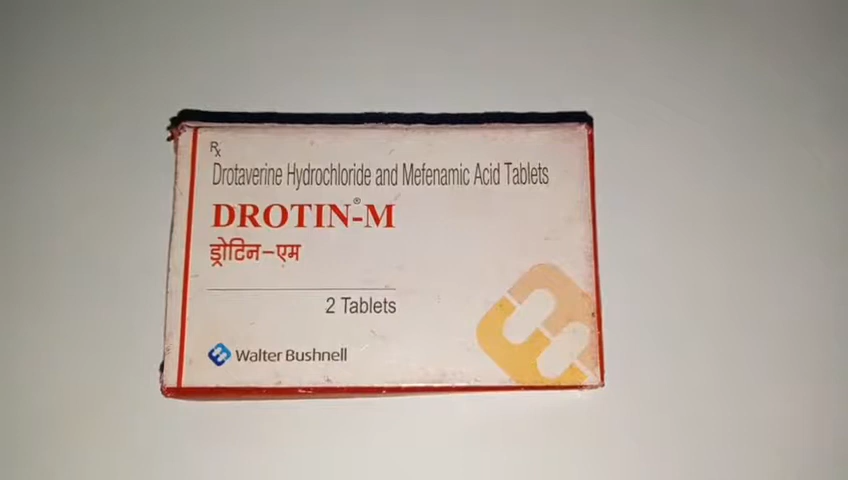 Rx
Drotaverine Hydrochloride and Mefenamic Acid Tablets
DROTIN-M®
ड्रोटिन-एम
2 Tablets
Walter Bushnell